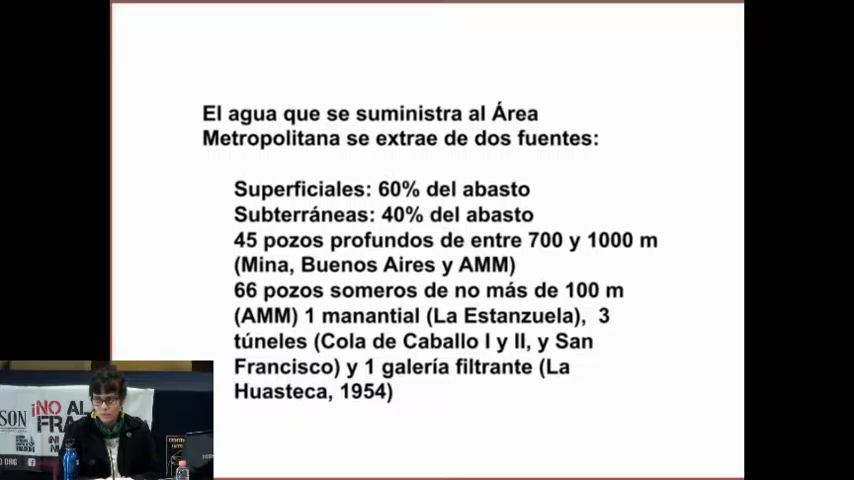 El agua que se suministra al Área
Metropolitana se extrae de dos fuentes:
Superficiales: 60% del abasto
Subterráneas: 40% del abasto
45 pozos profundos de entre 700 y 1000 m
(Mina, Buenos Aires y AMM)
66 pozos someros de no más de 100 m
(AMM) 1 manantial (La Estanzuela), 3
túneles (Cola de Caballo I y II, y San
Francisco) y 1 galería filtrante (La
Huasteca, 1954)
SON
¡NO AL
FRA